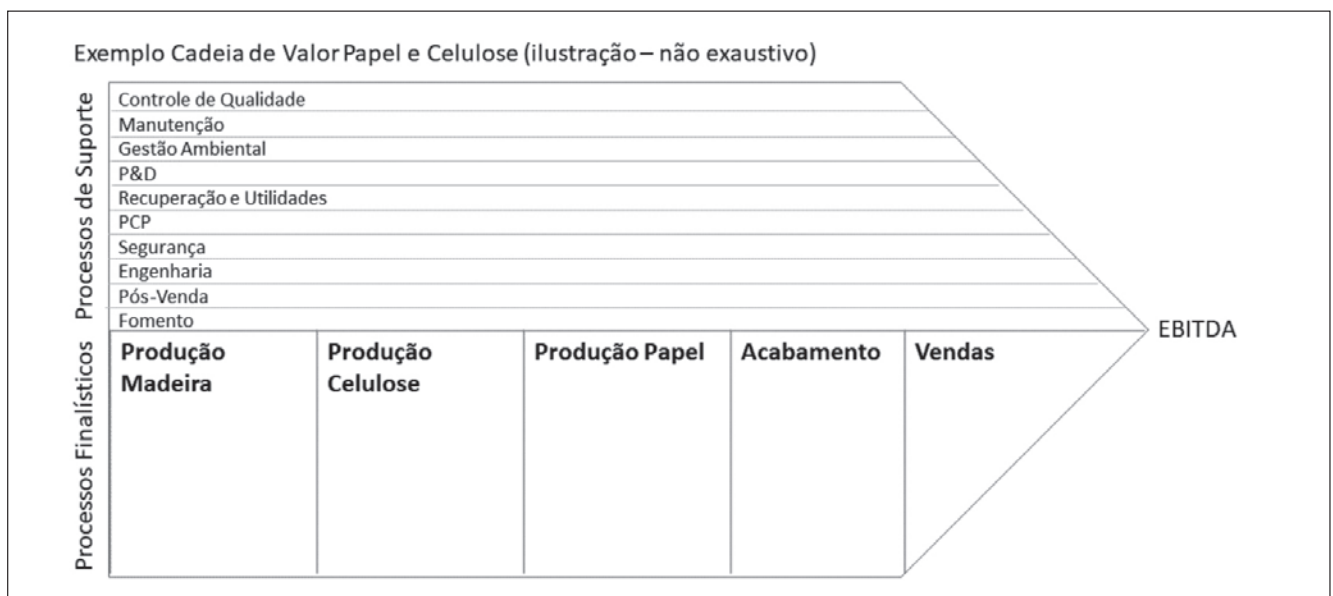 Exemplo Cadeia de Valor Papel e Celulose (ilustração – não exaustivo)
Processos de Suporte
Controle de Qualidade
Manutenção
Gestão Ambiental
P&D
Recuperação e Utilidades
PCP
Segurança
Engenharia
Pós-Venda
Fomento
EBITDA
Processos Finalísticos
Produção
Madeira
Produção
Celulose
Produção Papel
Acabamento
Vendas